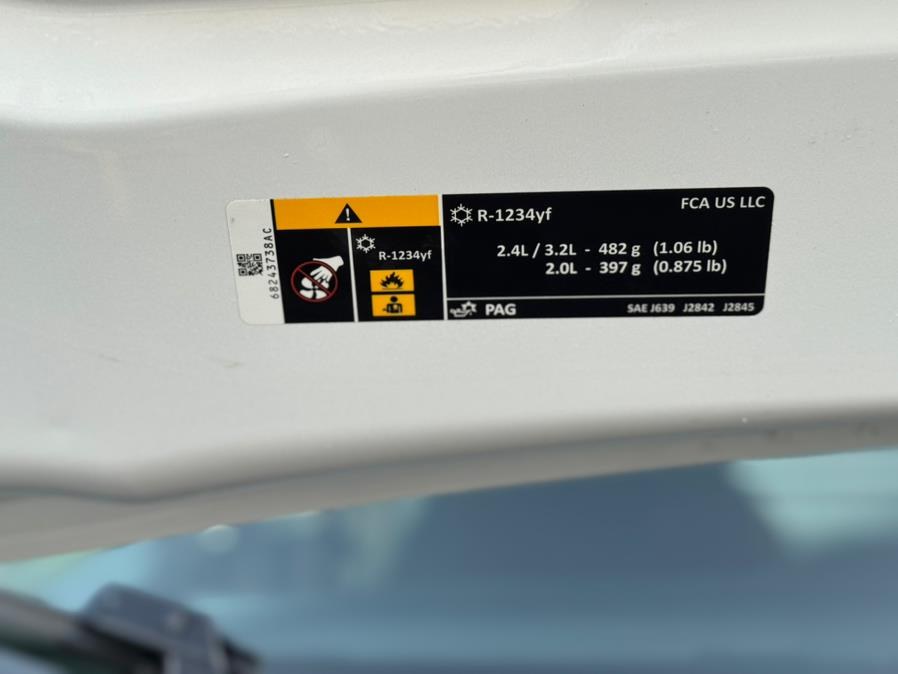 68243738AC
R-1234yf
R-1234yf
FCA US LLC
2.4L / 3.2L - 482 g (1.06 lb)
2.0L - 397 g (0.875 lb)
PAG
SAE J639 J2842 J2845